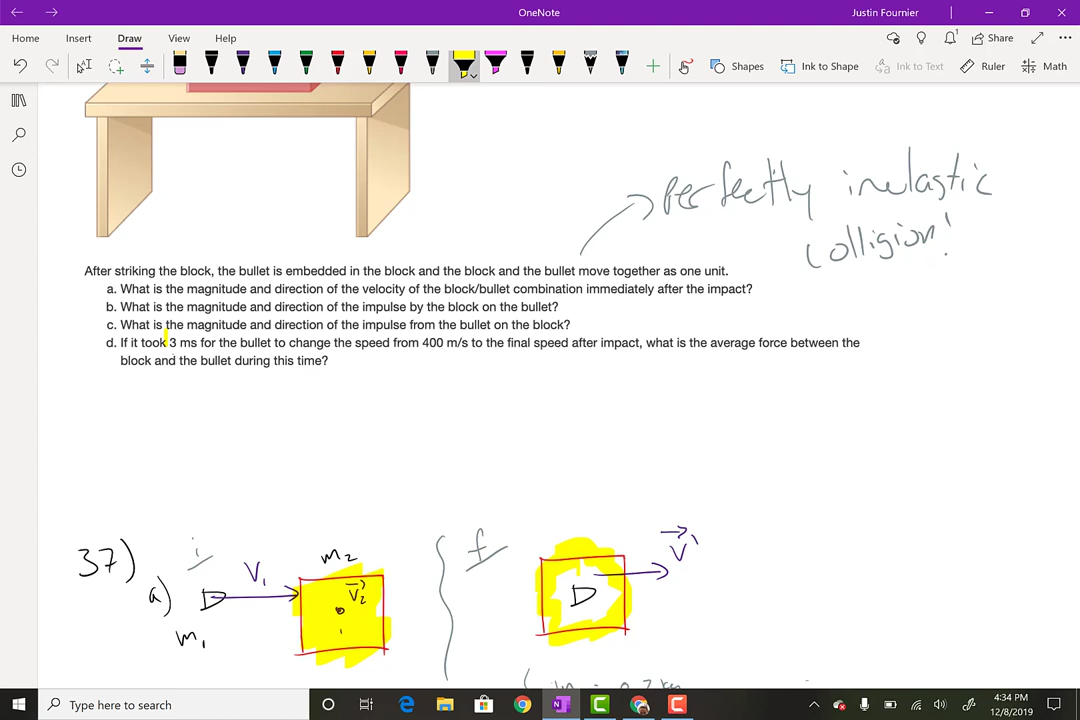 OneNote
Justin Fournier
Home Insert Draw View Help
Share
Shapes
Ink to Shape
Ink to Text
Ruler
Math
perfectly inelastic
colligion!
After striking the block, the bullet is embedded in the block and the block and the bullet move together as one unit.
a. What is the magnitude and direction of the velocity of the block/bullet combination immediately after the impact?
b. What is the magnitude and direction of the impulse by the block on the bullet?
c. What is the magnitude and direction of the impulse from the bullet on the block?
d. If it took 3 ms for the bullet to change the speed from 400 m/s to the final speed after impact, what is the average force between the
block and the bullet during this time?
37)
i
a)
V₁
m₁
m₂
V₂
f
V'
Type here to search
4:34 PM
12/8/2019